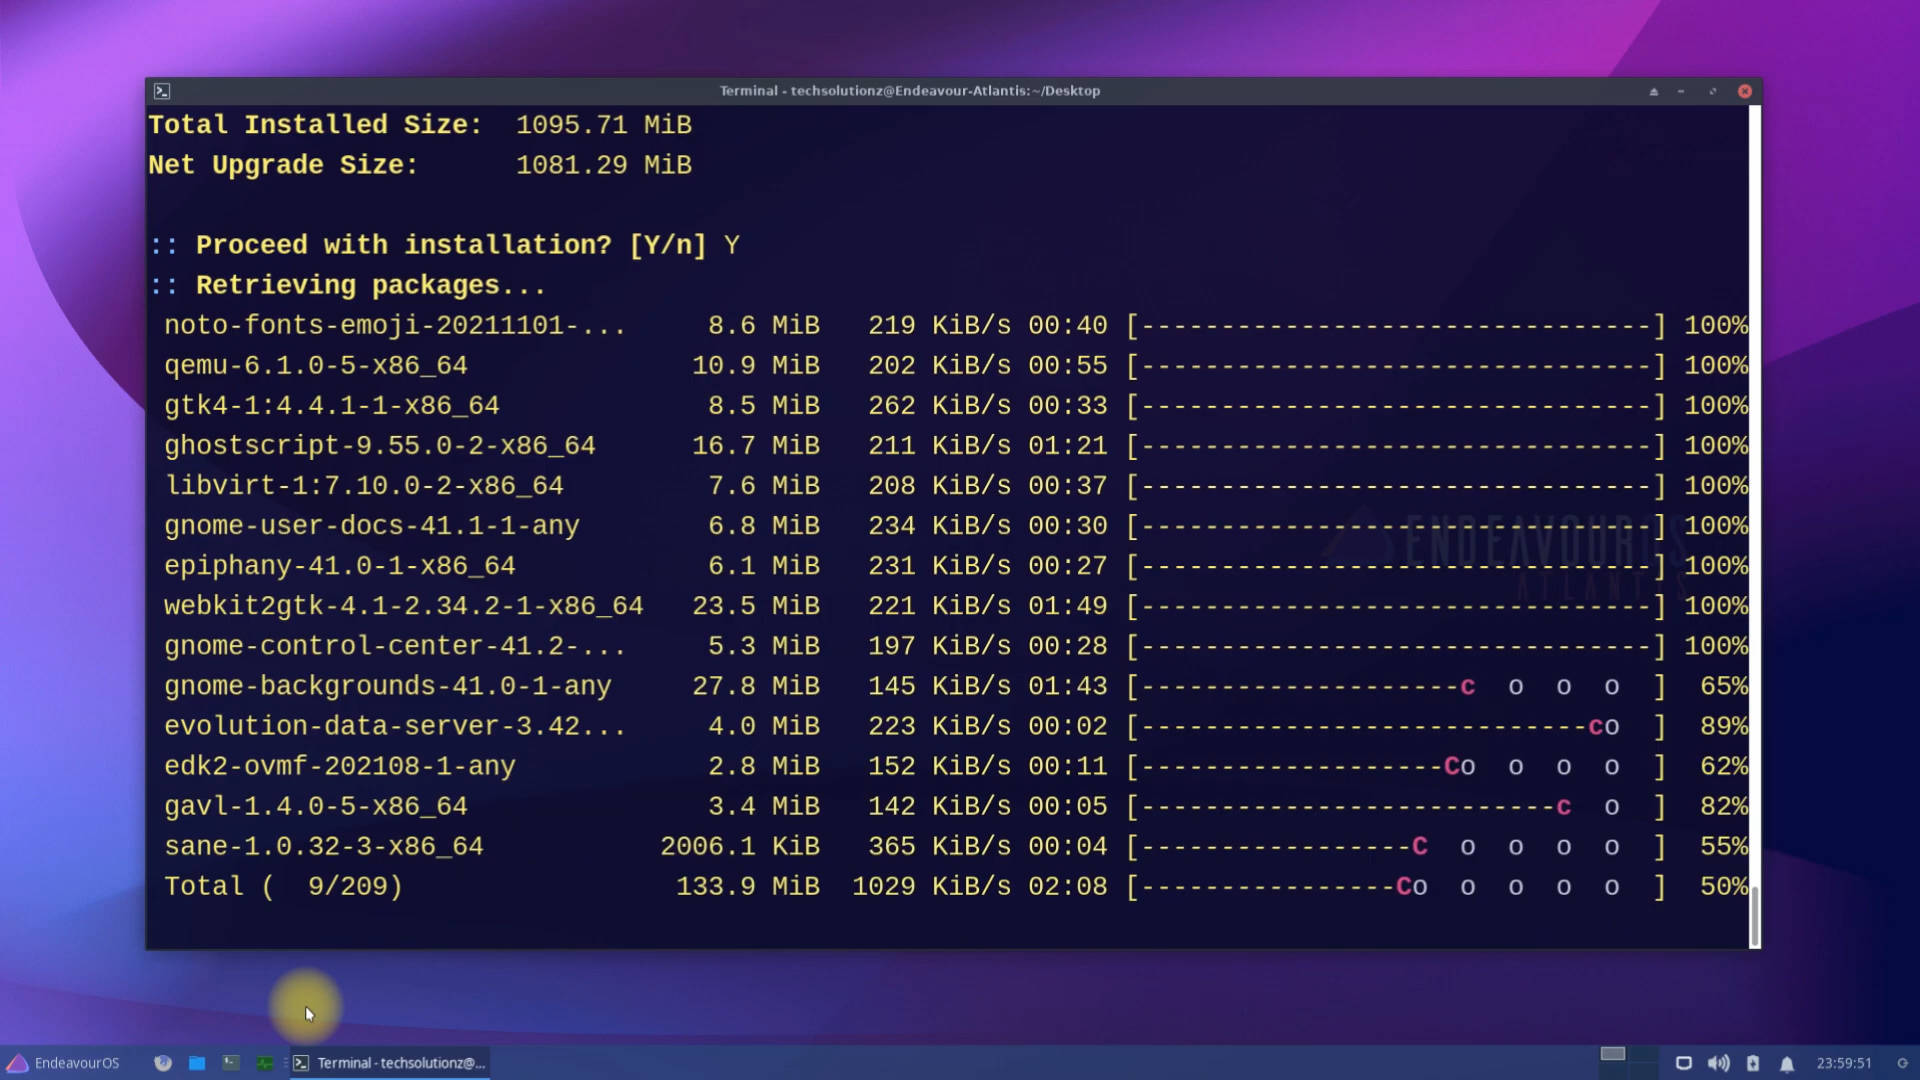 Terminal - techsolutionz@Endeavour-Atlantis:~/Desktop
Total Installed Size:  1095.71 MiB
Net Upgrade Size:      1081.29 MiB
:: Proceed with installation? [Y/n] Y
:: Retrieving packages...
noto-fonts-emoji-20211101-...     8.6 MiB   219 KiB/s 00:40 [--------------------------------] 100%
qemu-6.1.0-5-x86_64              10.9 MiB   202 KiB/s 00:55 [--------------------------------] 100%
gtk4-1:4.4.1-1-x86_64             8.5 MiB   262 KiB/s 00:33 [--------------------------------] 100%
ghostscript-9.55.0-2-x86_64      16.7 MiB   211 KiB/s 01:21 [--------------------------------] 100%
libvirt-1:7.10.0-2-x86_64         7.6 MiB   208 KiB/s 00:37 [--------------------------------] 100%
gnome-user-docs-41.1-1-any        6.8 MiB   234 KiB/s 00:30 [--------------------------------] 100%
epiphany-41.0-1-x86_64            6.1 MiB   231 KiB/s 00:27 [--------------------------------] 100%
webkit2gtk-4.1-2.34.2-1-x86_64   23.5 MiB   221 KiB/s 01:49 [--------------------------------] 100%
gnome-control-center-41.2-...     5.3 MiB   197 KiB/s 00:28 [--------------------------------] 100%
gnome-backgrounds-41.0-1-any     27.8 MiB   145 KiB/s 01:43 [--------------------c  o  o  o  ]  65%
evolution-data-server-3.42...     4.0 MiB   223 KiB/s 00:02 [----------------------------co  ]  89%
edk2-ovmf-202108-1-any            2.8 MiB   152 KiB/s 00:11 [-------------------Co  o  o  o  ]  62%
gavl-1.4.0-5-x86_64               3.4 MiB   142 KiB/s 00:05 [--------------------------c  o  ]  82%
sane-1.0.32-3-x86_64           2006.1 KiB   365 KiB/s 00:04 [-----------------C  o  o  o  o  ]  55%
Total (  9/209)                 133.9 MiB  1029 KiB/s 02:08 [----------------Co  o  o  o  o  ]  50%
ENDEAVOUROS
ATLANTIS
EndeavourOS
Terminal - techsolutionz@...
23:59:51